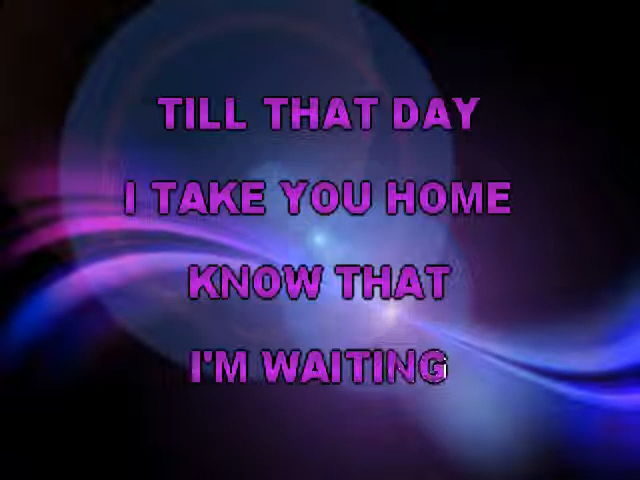 TILL THAT DAY
I TAKE YOU HOME
KNOW THAT
I'M WAITING